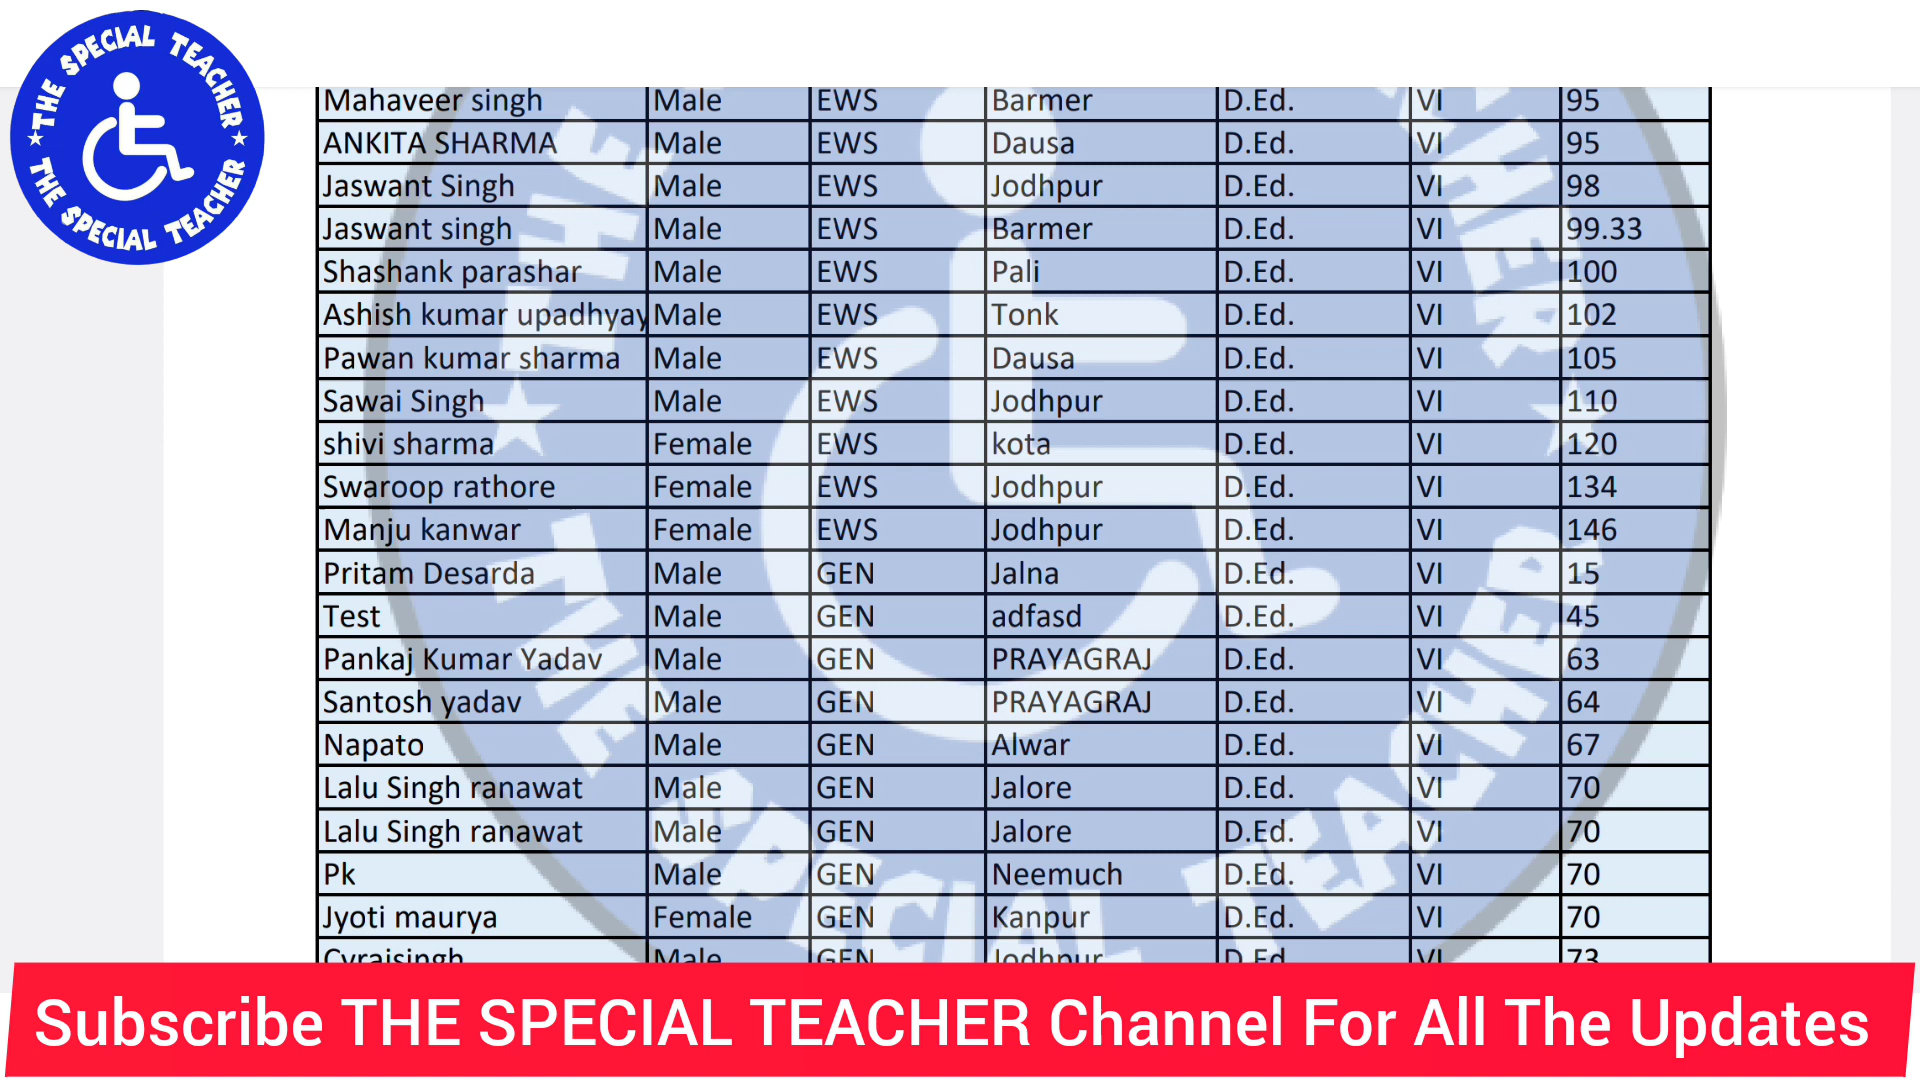 THE SPECIAL TEACHER
THE SPECIAL TEACHER
Mahaveer singh Male EWS Barmer D.Ed. VI 95
ANKITA SHARMA Male EWS Dausa D.Ed. VI 95
Jaswant Singh Male EWS Jodhpur D.Ed. VI 98
Jaswant singh Male EWS Barmer D.Ed. VI 99.33
Shashank parashar Male EWS Pali D.Ed. VI 100
Ashish kumar upadhyay Male EWS Tonk D.Ed. VI 102
Pawan kumar sharma Male EWS Dausa D.Ed. VI 105
Sawai Singh Male EWS Jodhpur D.Ed. VI 110
shivi sharma Female EWS kota D.Ed. VI 120
Swaroop rathore Female EWS Jodhpur D.Ed. VI 134
Manju kanwar Female EWS Jodhpur D.Ed. VI 146
Pritam Desarda Male GEN Jalna D.Ed. VI 15
Test Male GEN adfasd D.Ed. VI 45
Pankaj Kumar Yadav Male GEN PRAYAGRAJ D.Ed. VI 63
Santosh yadav Male GEN PRAYAGRAJ D.Ed. VI 64
Napato Male GEN Alwar D.Ed. VI 67
Lalu Singh ranawat Male GEN Jalore D.Ed. VI 70
Lalu Singh ranawat Male GEN Jalore D.Ed. VI 70
Pk Male GEN Neemuch D.Ed. VI 70
Jyoti maurya Female GEN Kanpur D.Ed. VI 70
Male GEN Jodhpur D.Ed. VI 73
Subscribe THE SPECIAL TEACHER Channel For All The Updates